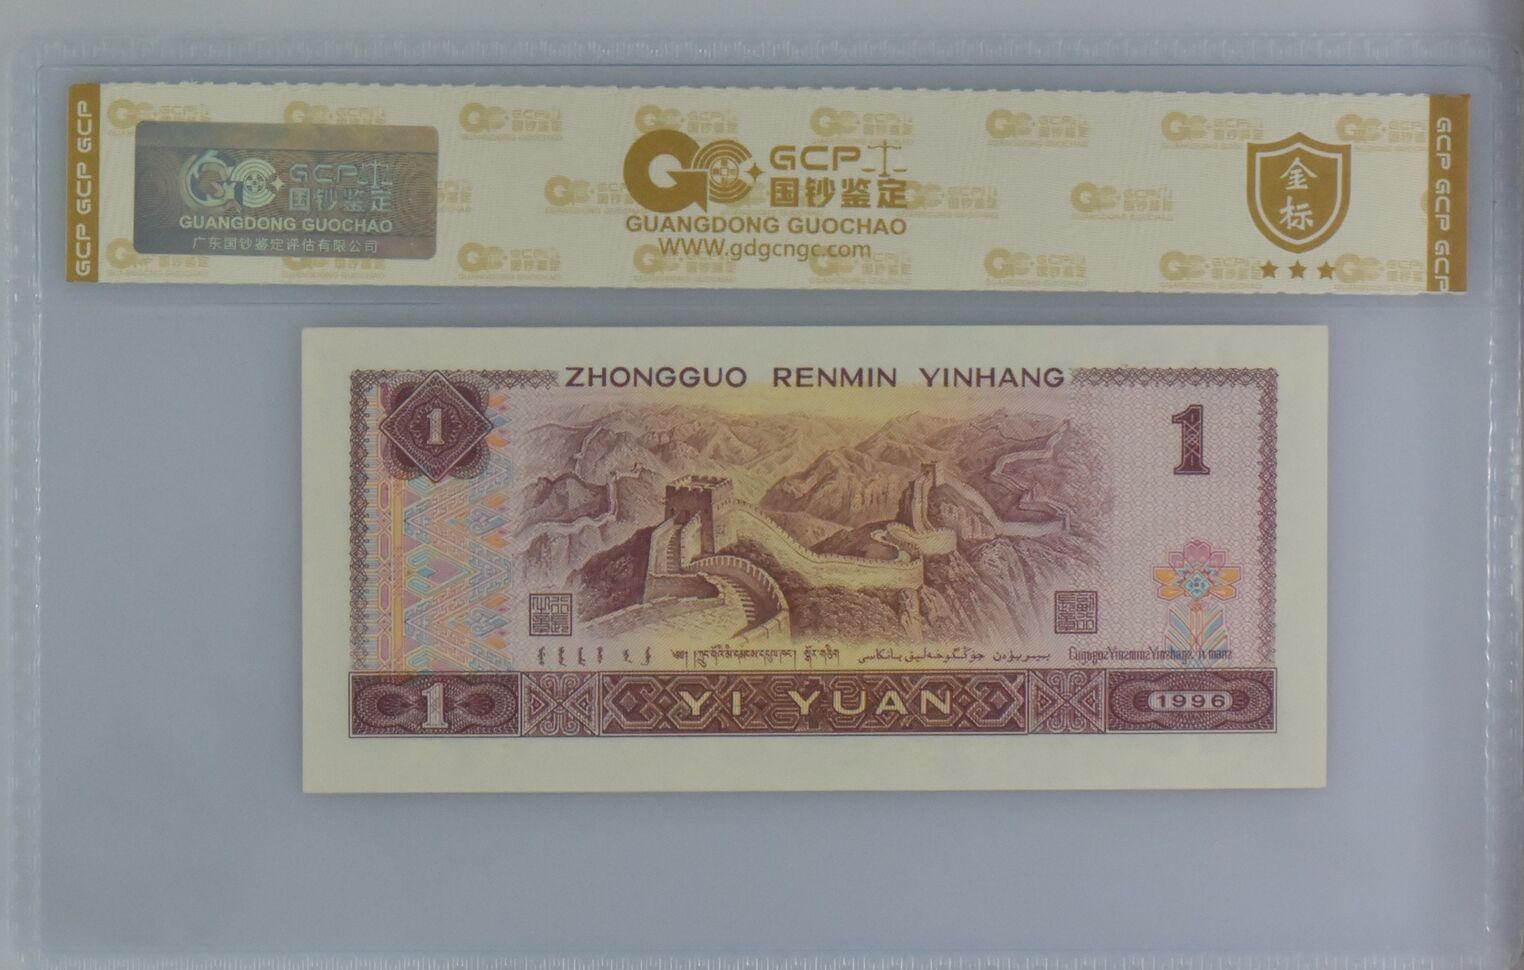 GCP GCP GCP
GCP
国钞鉴定
GUANGDONG GUOCHAO
广东国钞鉴定评估有限公司
GCP
国钞鉴定
GUANGDONG GUOCHAO
WWW.gdgcngc.com
金标
GCP GCP GCP
ZHONGGUO RENMIN YINHANG
1
1
1
YI YUAN
1996